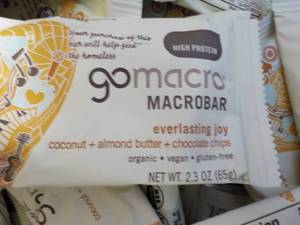 Your purchase of this
bar will help feed
the homeless
HIGH PROTEIN
gomacro
MACROBAR
everlasting joy
coconut + almond butter + chocolate chips
organic • vegan • gluten-free
NET WT. 2.3 OZ (65g)
coconut +